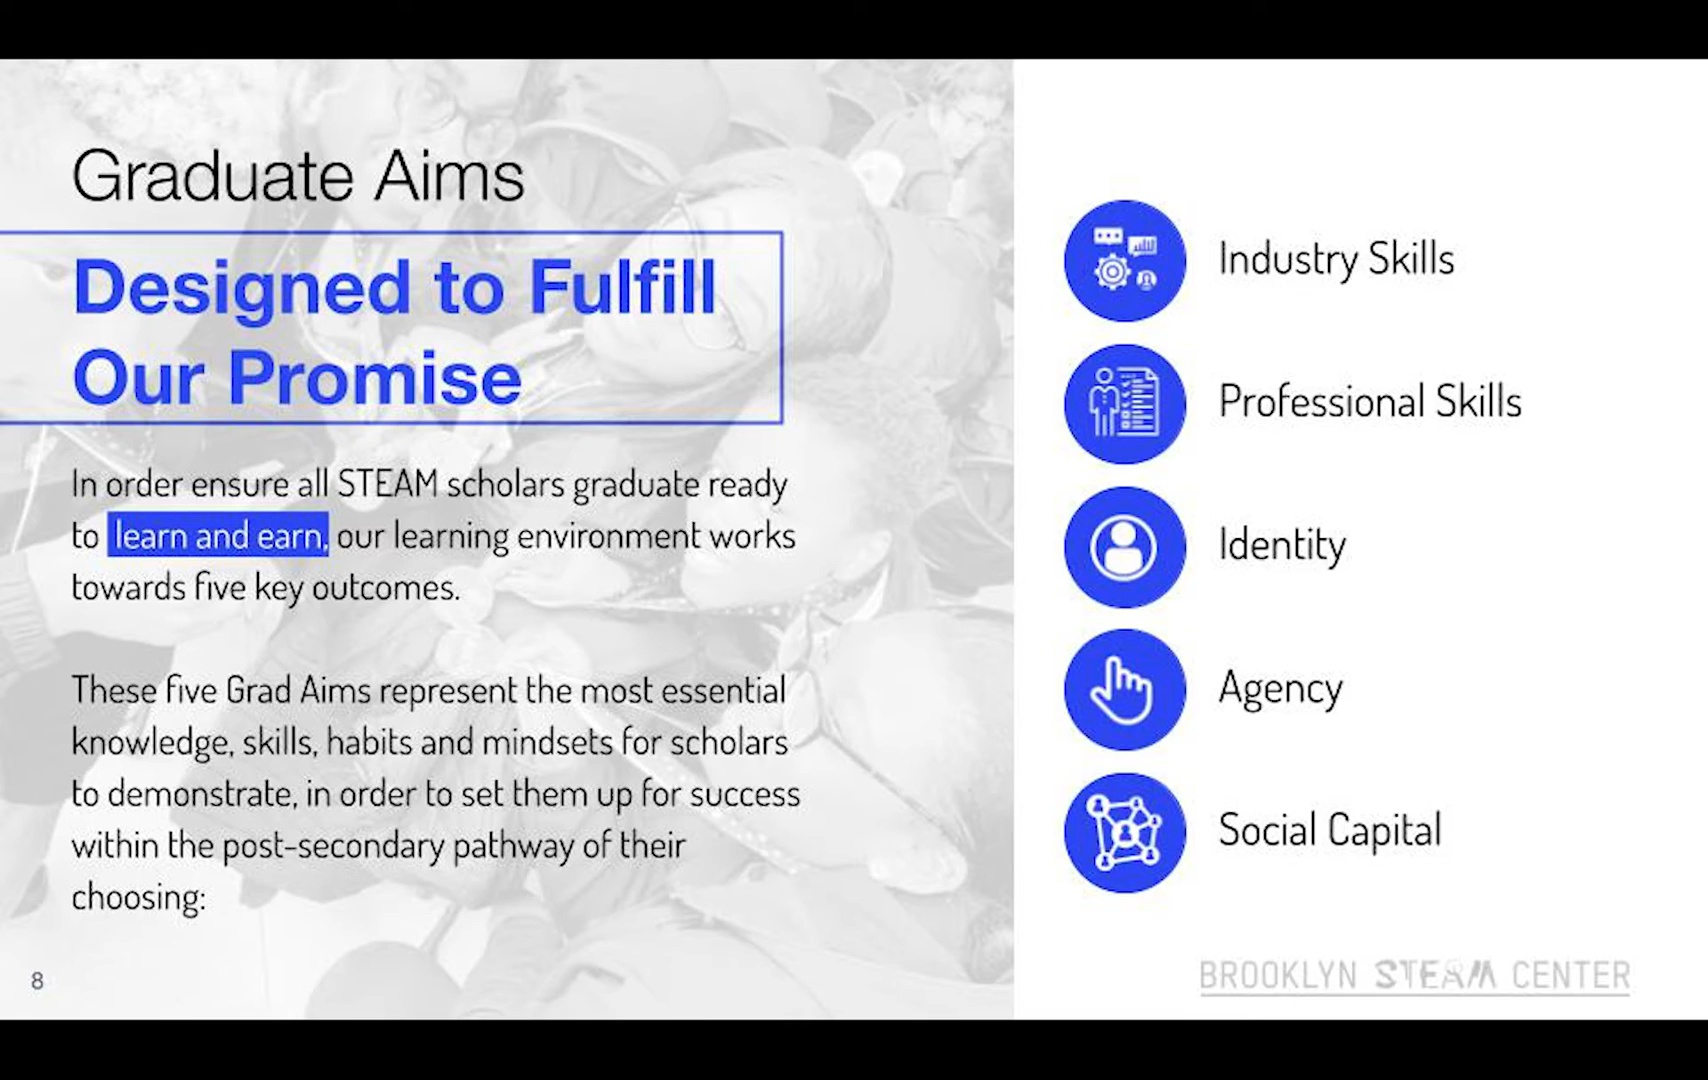 Graduate Aims
Designed to Fulfill
Our Promise
In order ensure all STEAM scholars graduate ready
to learn and earn, our learning environment works
towards five key outcomes.
These five Grad Aims represent the most essential
knowledge, skills, habits and mindsets for scholars
to demonstrate, in order to set them up for success
within the post-secondary pathway of their
choosing:
8
Industry Skills
Professional Skills
Identity
Agency
Social Capital
BROOKLYN STEAM CENTER